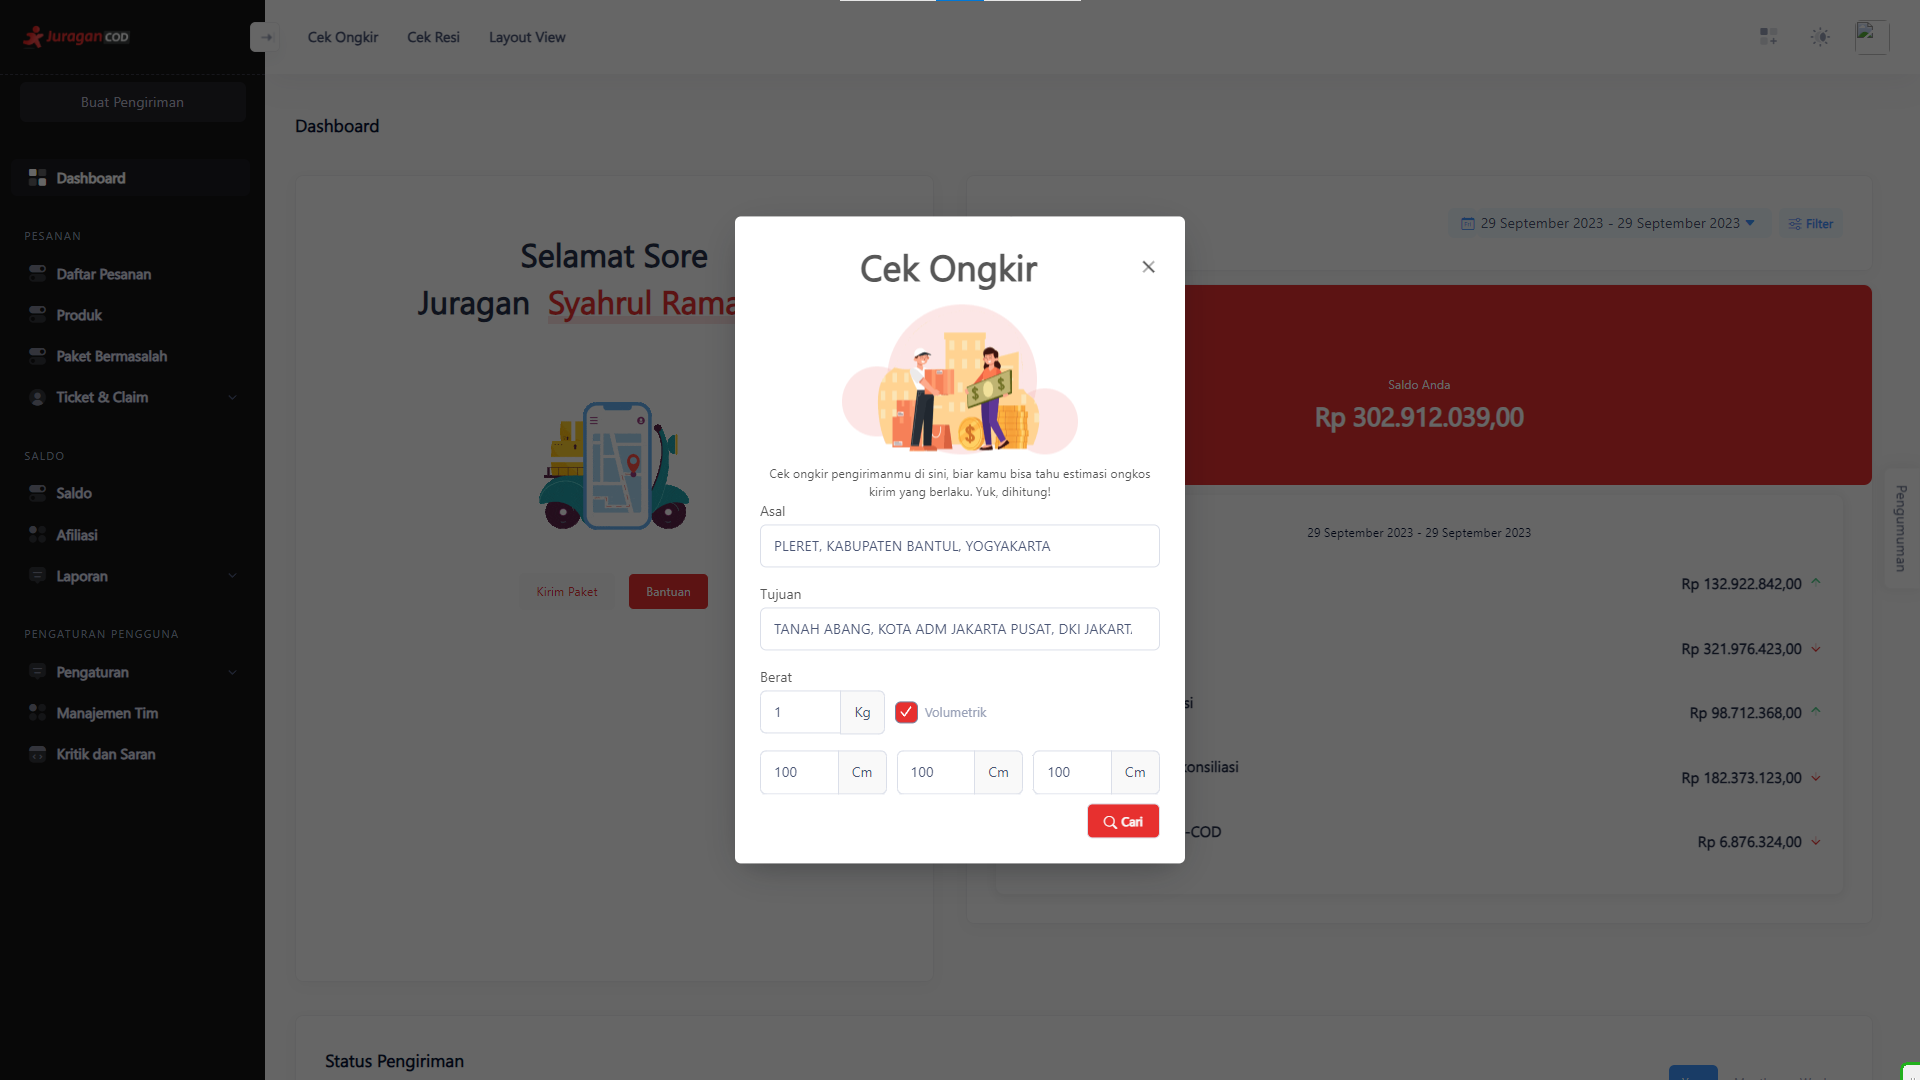 Juragan COD
Cek Ongkir
Cek Resi
Layout View
Buat Pengiriman
Dashboard
PESANAN
Daftar Pesanan
Produk
Paket Bermasalah
Ticket & Claim
SALDO
Saldo
Afiliasi
Laporan
PENGATURAN PENGGUNA
Pengaturan
Manajemen Tim
Kritik dan Saran
Dashboard
Selamat Sore
Juragan Syahrul Rama
Kirim Paket
Bantuan
29 September 2023 - 29 September 2023
Filter
Saldo Anda
Rp 302.912.039,00
29 September 2023 - 29 September 2023
Rp 132.922.842,00
Rp 321.976.423,00
si
Rp 98.712.368,00
konsiliasi
Rp 182.373.123,00
-COD
Rp 6.876.324,00
Pengumuman
Status Pengiriman
Cek Ongkir
Cek ongkir pengirimanmu di sini, biar kamu bisa tahu estimasi ongkos
kirim yang berlaku. Yuk, dihitung!
Asal
PLERET, KABUPATEN BANTUL, YOGYAKARTA
Tujuan
TANAH ABANG, KOTA ADM JAKARTA PUSAT, DKI JAKART
Berat
1 Kg
Volumetrik
100 Cm 100 Cm 100 Cm
Cari